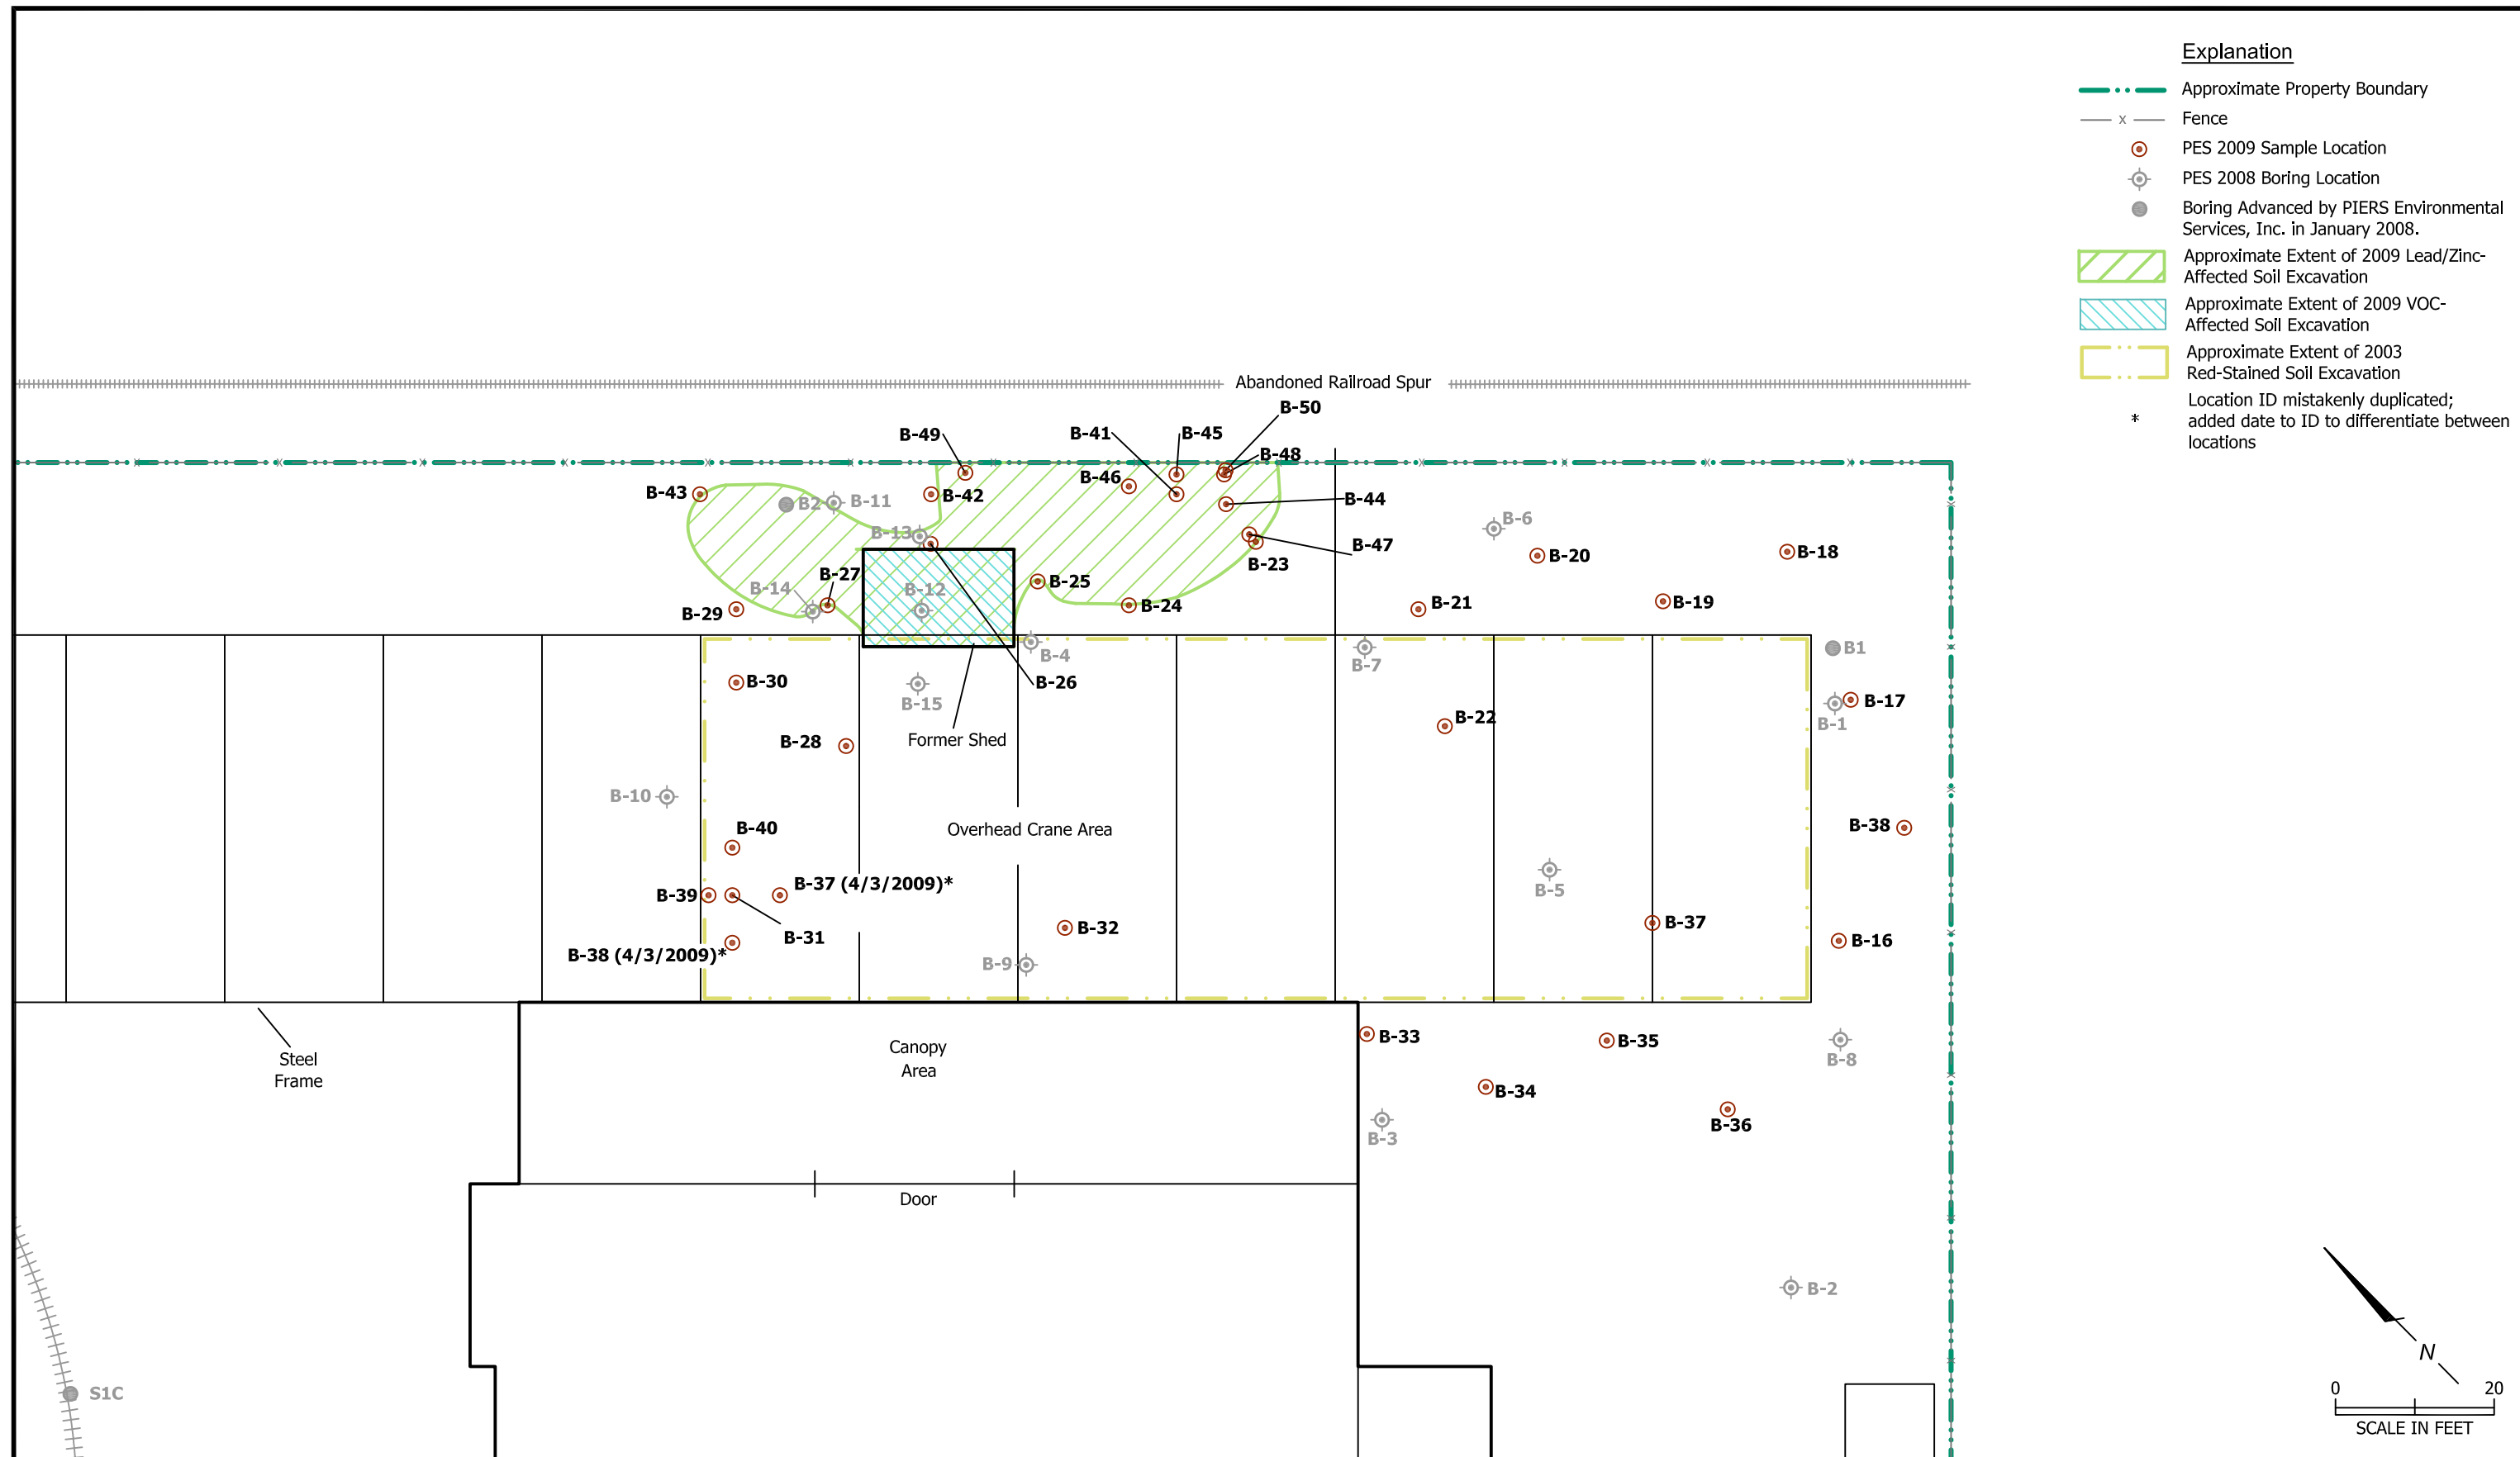 Explanation
Approximate Property Boundary
x
Fence
PES 2009 Sample Location
PES 2008 Boring Location
Boring Advanced by PIERS Environmental
Services, Inc. in January 2008.
Approximate Extent of 2009 Lead/Zinc-
Affected Soil Excavation
Approximate Extent of 2009 VOC-
Affected Soil Excavation
Approximate Extent of 2003
Red-Stained Soil Excavation
*
Location ID mistakenly duplicated;
added date to ID to differentiate between
locations
Abandoned Railroad Spur
B-50
B-49
B-41
B-45
B-48
B-46
B-43
B-42
B-44
B2
B-11
B-13
B-6
B-47
B-20
B-18
B-23
B-27
B-25
B-14
B-12
B-29
B-24
B-21
B-19
B-4
B-7
B1
B-30
B-26
B-15
B-17
B-22
B-1
B-28
Former Shed
B-10
B-40
Overhead Crane Area
B-38
B-37 (4/3/2009)*
B-39
B-5
B-31
B-32
B-37
B-16
B-38 (4/3/2009)*
B-9
B-33
B-35
Canopy
Area
Steel
Frame
B-8
B-34
B-3
B-36
Door
B-2
S1C
N
0 20
SCALE IN FEET